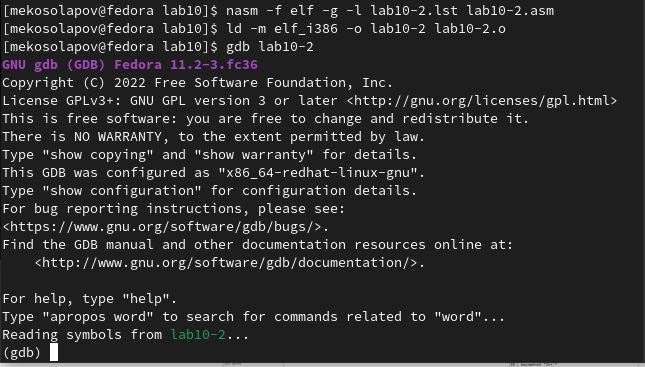 [mekosolapov@fedora lab10]$ nasm -f elf -g -l lab10-2.lst lab10-2.asm
[mekosolapov@fedora lab10]$ ld -m elf_i386 -o lab10-2 lab10-2.o
[mekosolapov@fedora lab10]$ gdb lab10-2
GNU gdb (GDB) Fedora 11.2-3.fc36
Copyright (C) 2022 Free Software Foundation, Inc.
License GPLv3+: GNU GPL version 3 or later <http://gnu.org/licenses/gpl.html>
This is free software: you are free to change and redistribute it.
There is NO WARRANTY, to the extent permitted by law.
Type "show copying" and "show warranty" for details.
This GDB was configured as "x86_64-redhat-linux-gnu".
Type "show configuration" for configuration details.
For bug reporting instructions, please see:
<https://www.gnu.org/software/gdb/bugs/>.
Find the GDB manual and other documentation resources online at:
    <http://www.gnu.org/software/gdb/documentation/>.

For help, type "help".
Type "apropos word" to search for commands related to "word"...
Reading symbols from lab10-2...
(gdb)